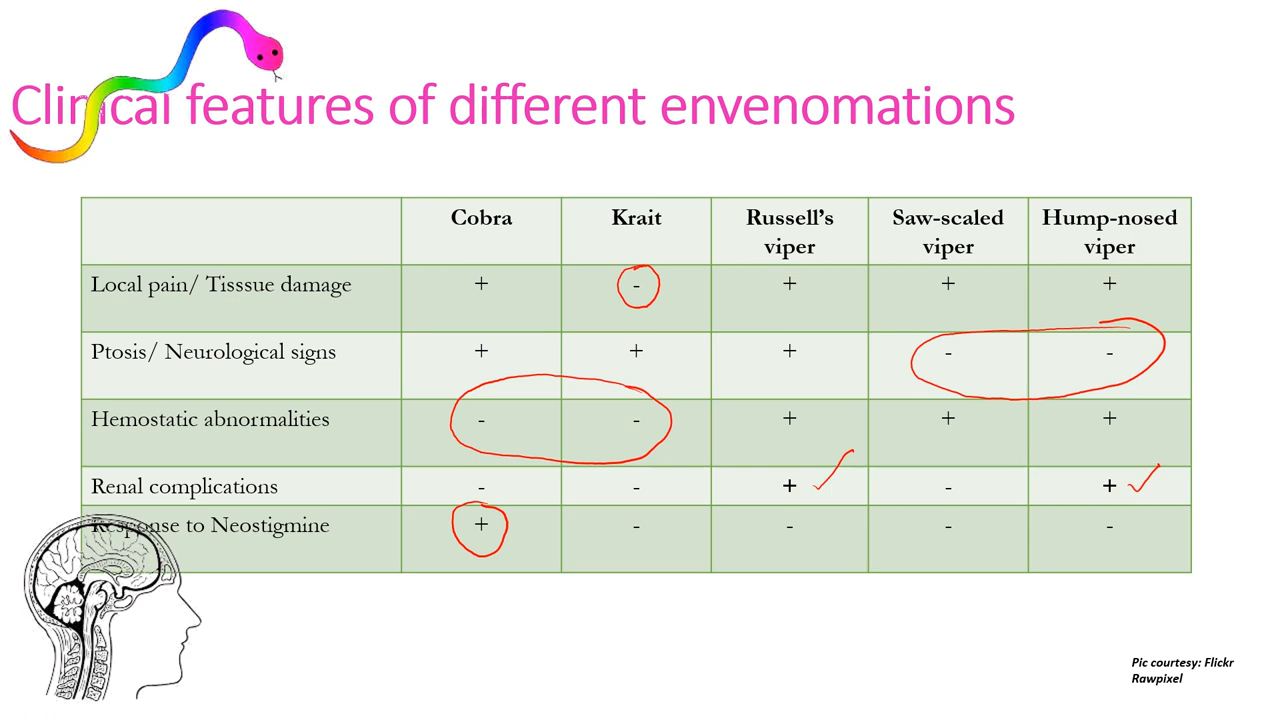 Clinical features of different envenomations
Cobra Krait Russell's Saw-scaled Hump-nosed
viper viper viper
Local pain/ Tisssue damage + - + + +
Ptosis/ Neurological signs + + + - -
Hemostatic abnormalities - - + + +
Renal complications - - + - +
Response to Neostigmine + - - - -
Pic courtesy: Flickr
Rawpixel